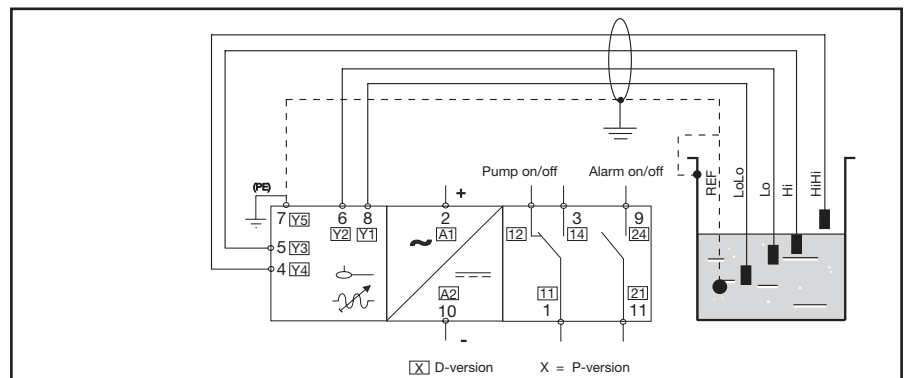 Pump on/off
Alarm on/off
REF
LoLo
Lo
Hi
HiHi
(PE)
+
7 Y5
6
8
2
3
9
Y2
Y1
A1
12
14
24
5 Y3
4 Y4
A2
11
21
10
1
11
-
X D-version X = P-version